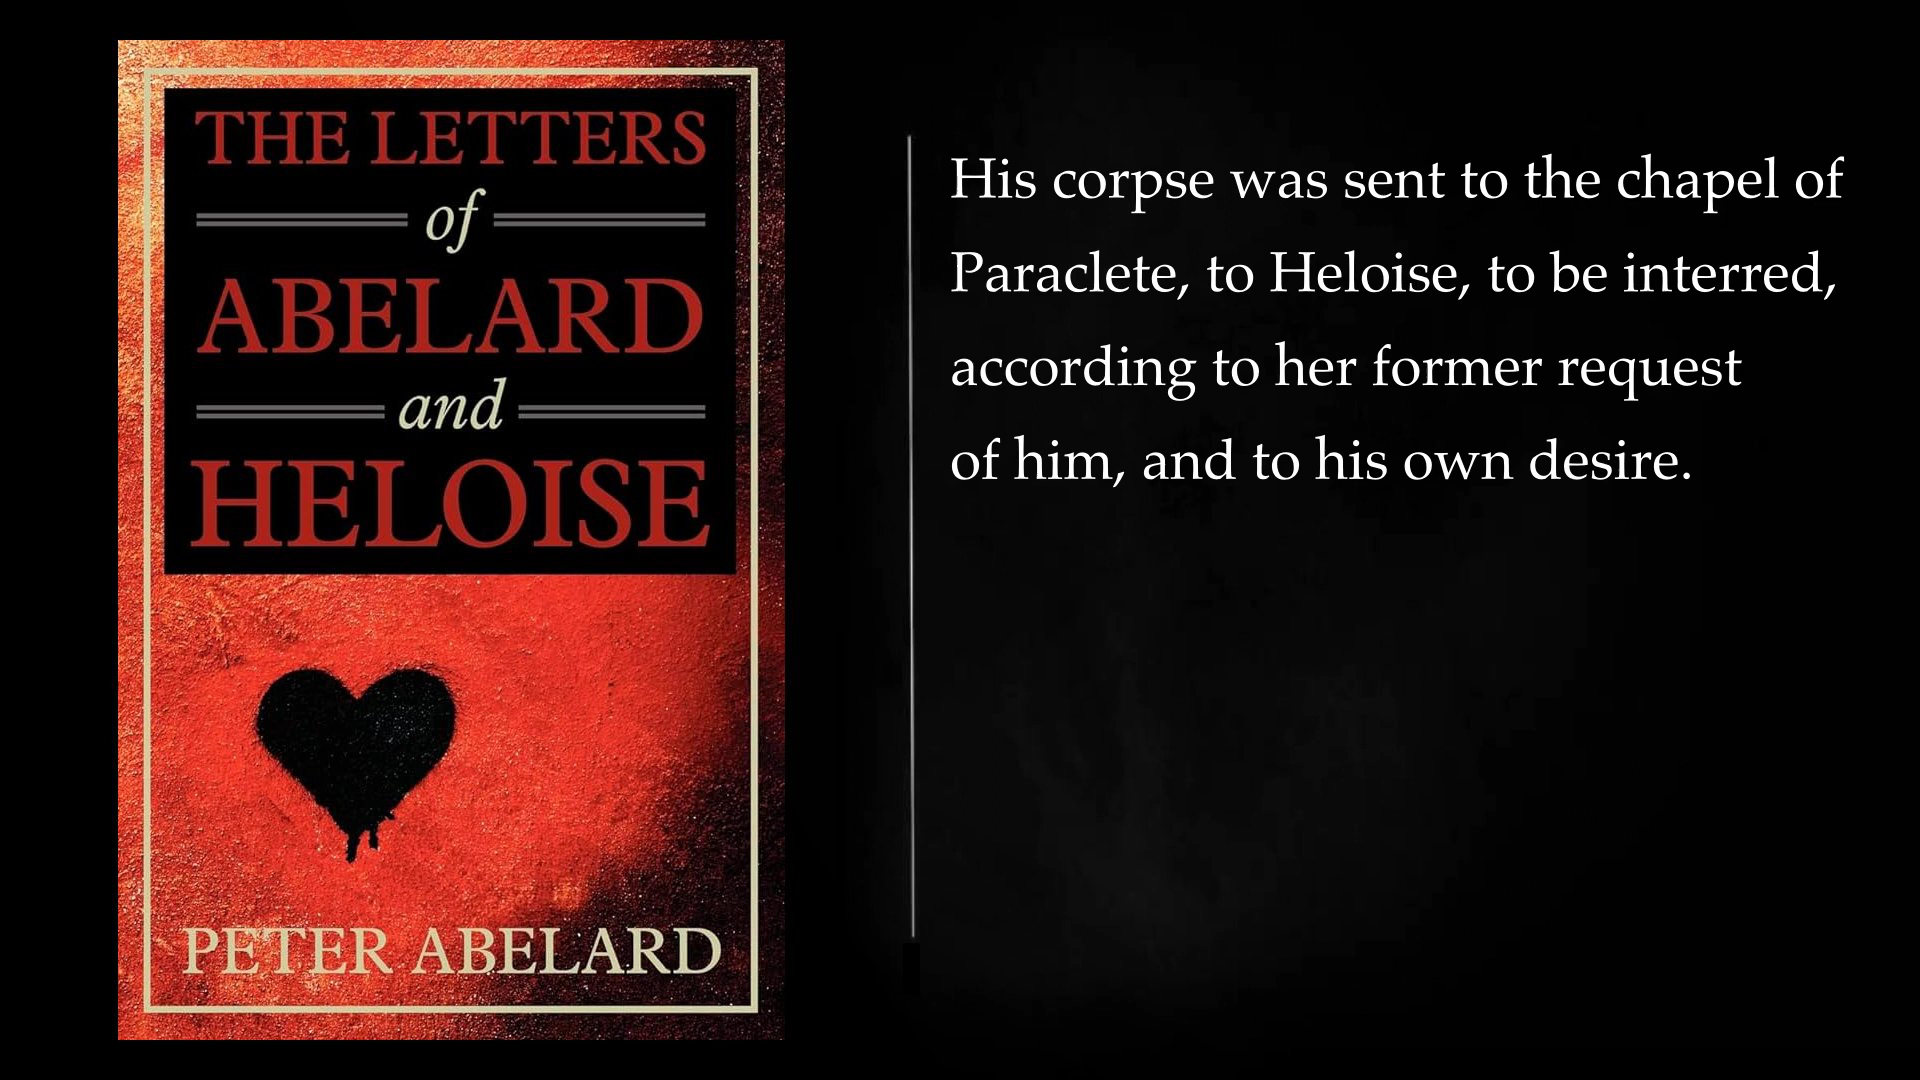 THE LETTERS
of
ABELARD
and
HELOISE
PETER ABELARD
His corpse was sent to the chapel of
Paraclete, to Heloise, to be interred,
according to her former request
of him, and to his own desire.